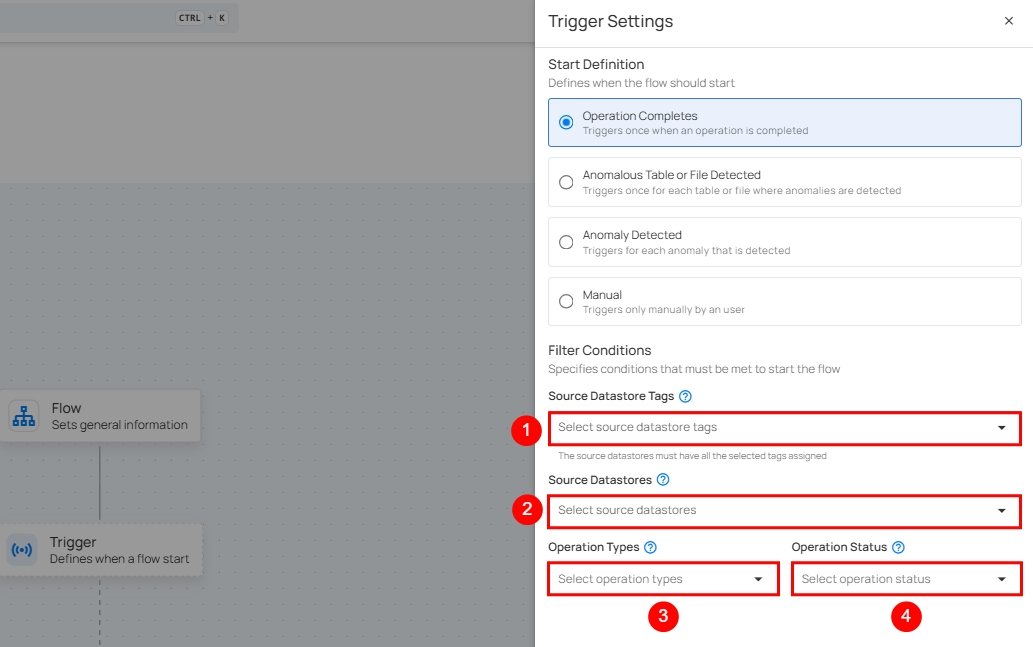 CTRL + K
Trigger Settings
Start Definition
Defines when the flow should start
Operation Completes
Triggers once when an operation is completed
Anomalous Table or File Detected
Triggers once for each table or file where anomalies are detected
Anomaly Detected
Triggers for each anomaly that is detected
Manual
Triggers only manually by an user
Filter Conditions
Specifies conditions that must be met to start the flow
Source Datastore Tags ?
1 Select source datastore tags
The source datastores must have all the selected tags assigned
Source Datastores ?
2 Select source datastores
Operation Types ? Operation Status ?
Select operation types Select operation status
3 4
Flow
Sets general information
Trigger
Defines when a flow start